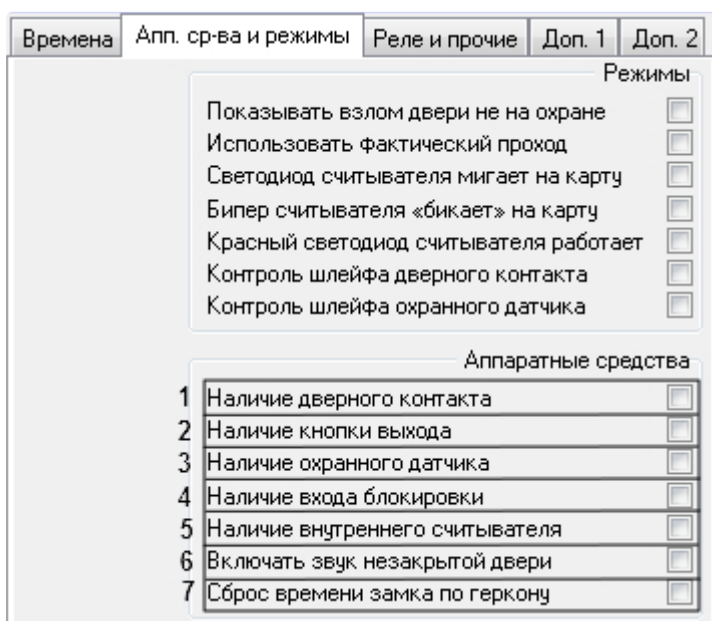 Времена Апп. ср-ва и режимы Реле и прочие Доп. 1 Доп. 2
Режимы
Показывать взлом двери не на охране
Использовать фактический проход
Светодиод считывателя мигает на карту
Бипер считывателя «бикает» на карту
Красный светодиод считывателя работает
Контроль шлейфа дверного контакта
Контроль шлейфа охранного датчика
Аппаратные средства
1 Наличие дверного контакта
2 Наличие кнопки выхода
3 Наличие охранного датчика
4 Наличие входа блокировки
5 Наличие внутреннего считывателя
6 Включать звук незакрытой двери
7 Сброс времени замка по геркону